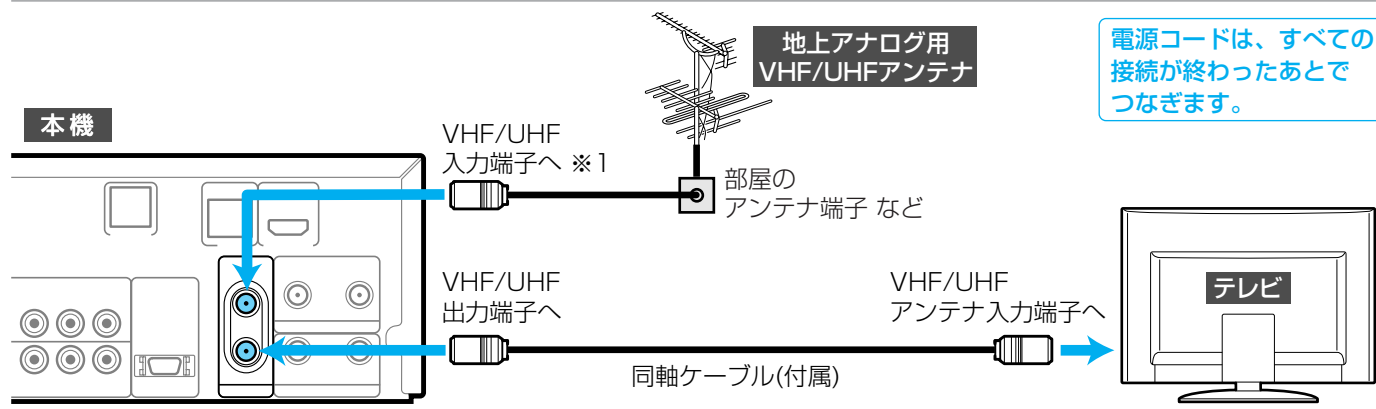 地上アナログ用
VHF/UHFアンテナ
電源コードは、すべての
接続が終わったあとで
つなぎます。
本機
VHF/UHF
入力端子へ ※1
部屋の
アンテナ端子 など
VHF/UHF
出力端子へ
VHF/UHF
アンテナ入力端子へ
テレビ
同軸ケーブル(付属)